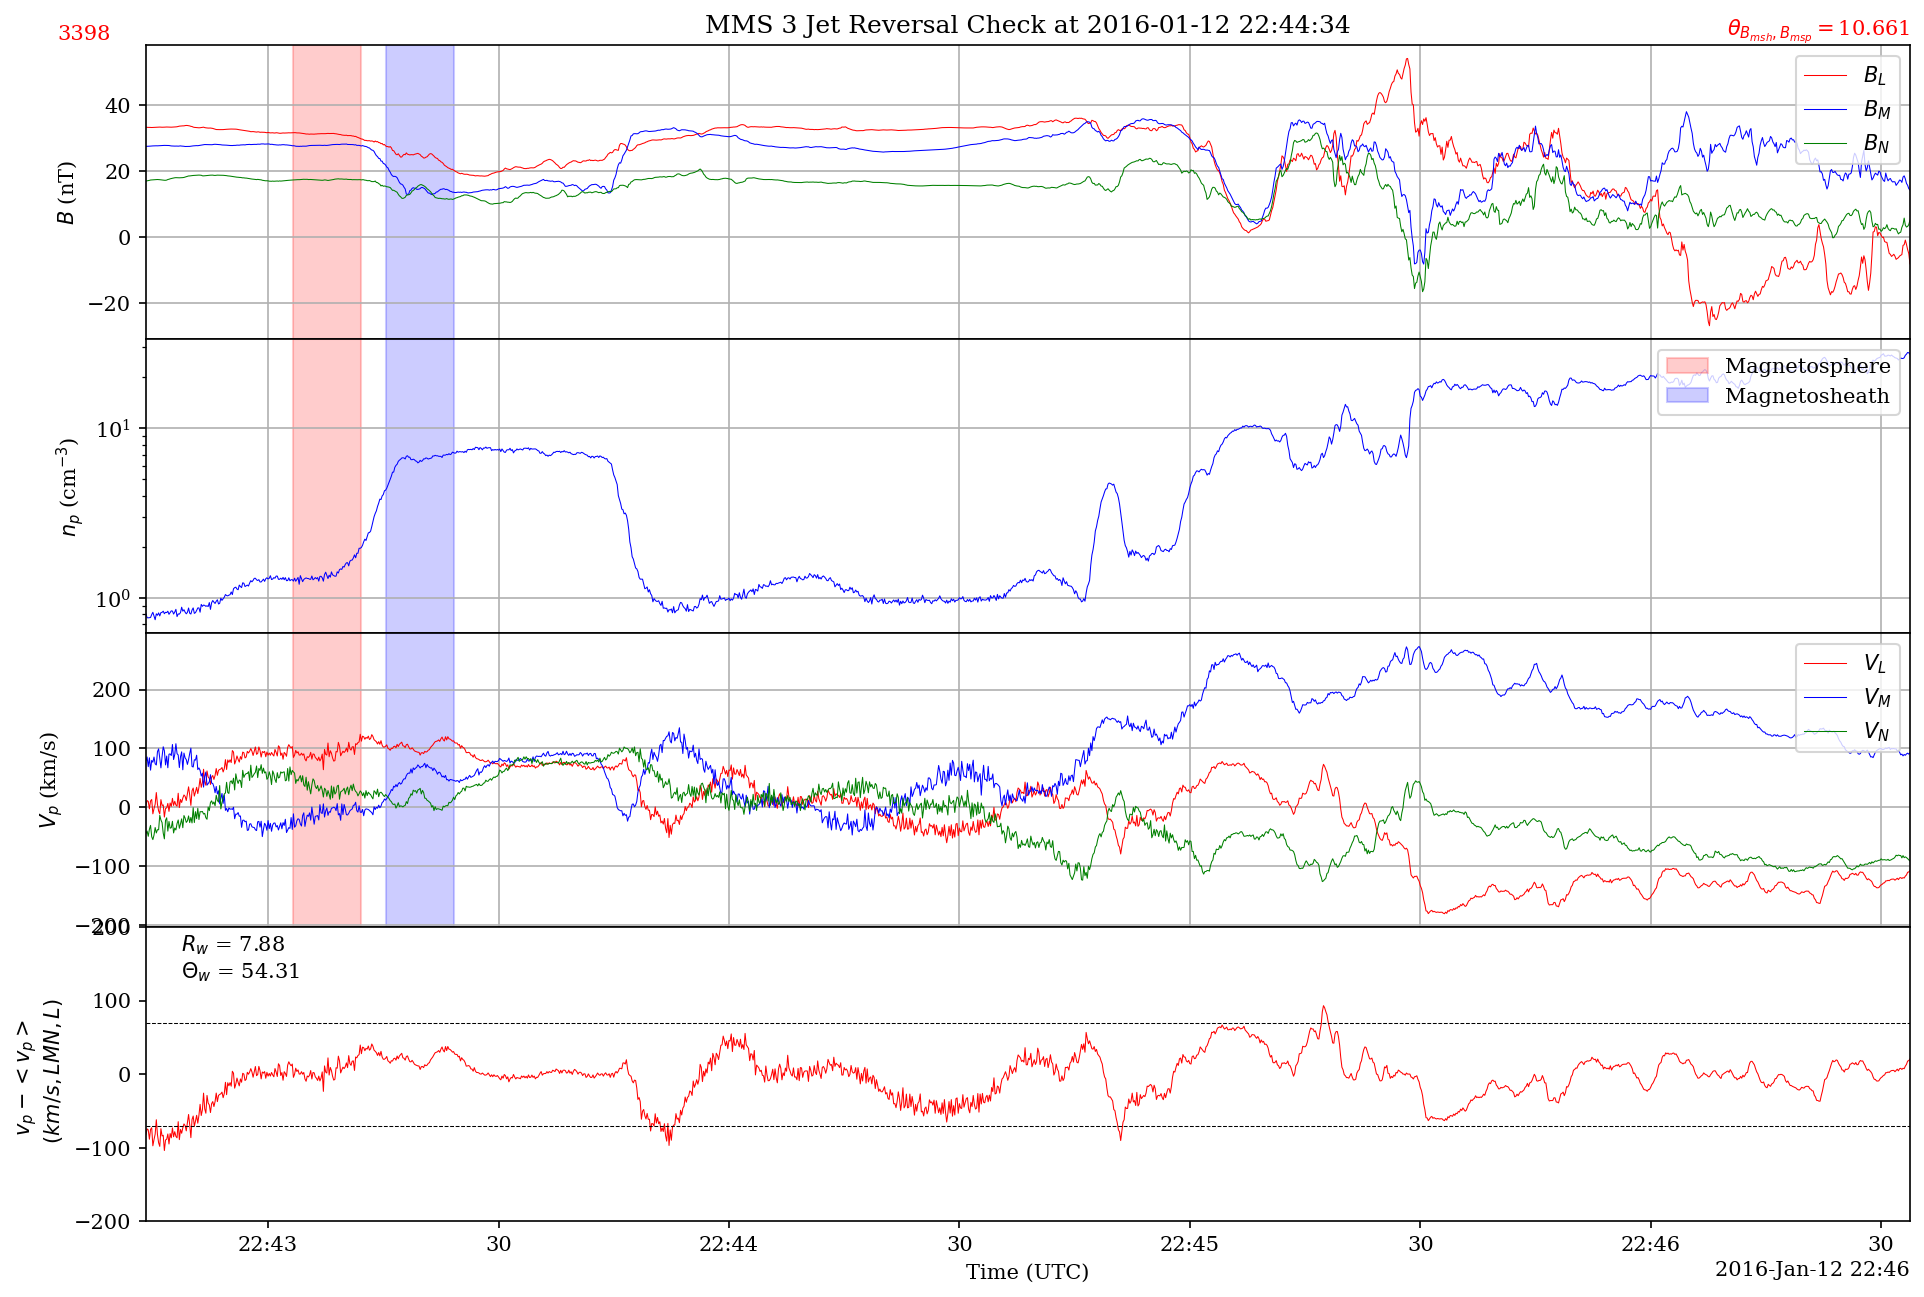 MMS 3 Jet Reversal Check at 2016-01-12 22:44:34
3398
θ_{B_{msh}, B_{msp}} = 10.661
B (nT)
40
20
0
−20
B_L
B_M
B_N
n_p (cm⁻³)
10¹
10⁰
Magnetosphere
Magnetosheath
V_p (km/s)
200
100
0
−100
−200
V_L
V_M
V_N
v_p − < v_p >
(km/s, LMN, L)
200
100
0
−100
−200
R_w = 7.88
Θ_w = 54.31
22:43 30 22:44 30 22:45 30 22:46 30
Time (UTC)
2016-Jan-12 22:46